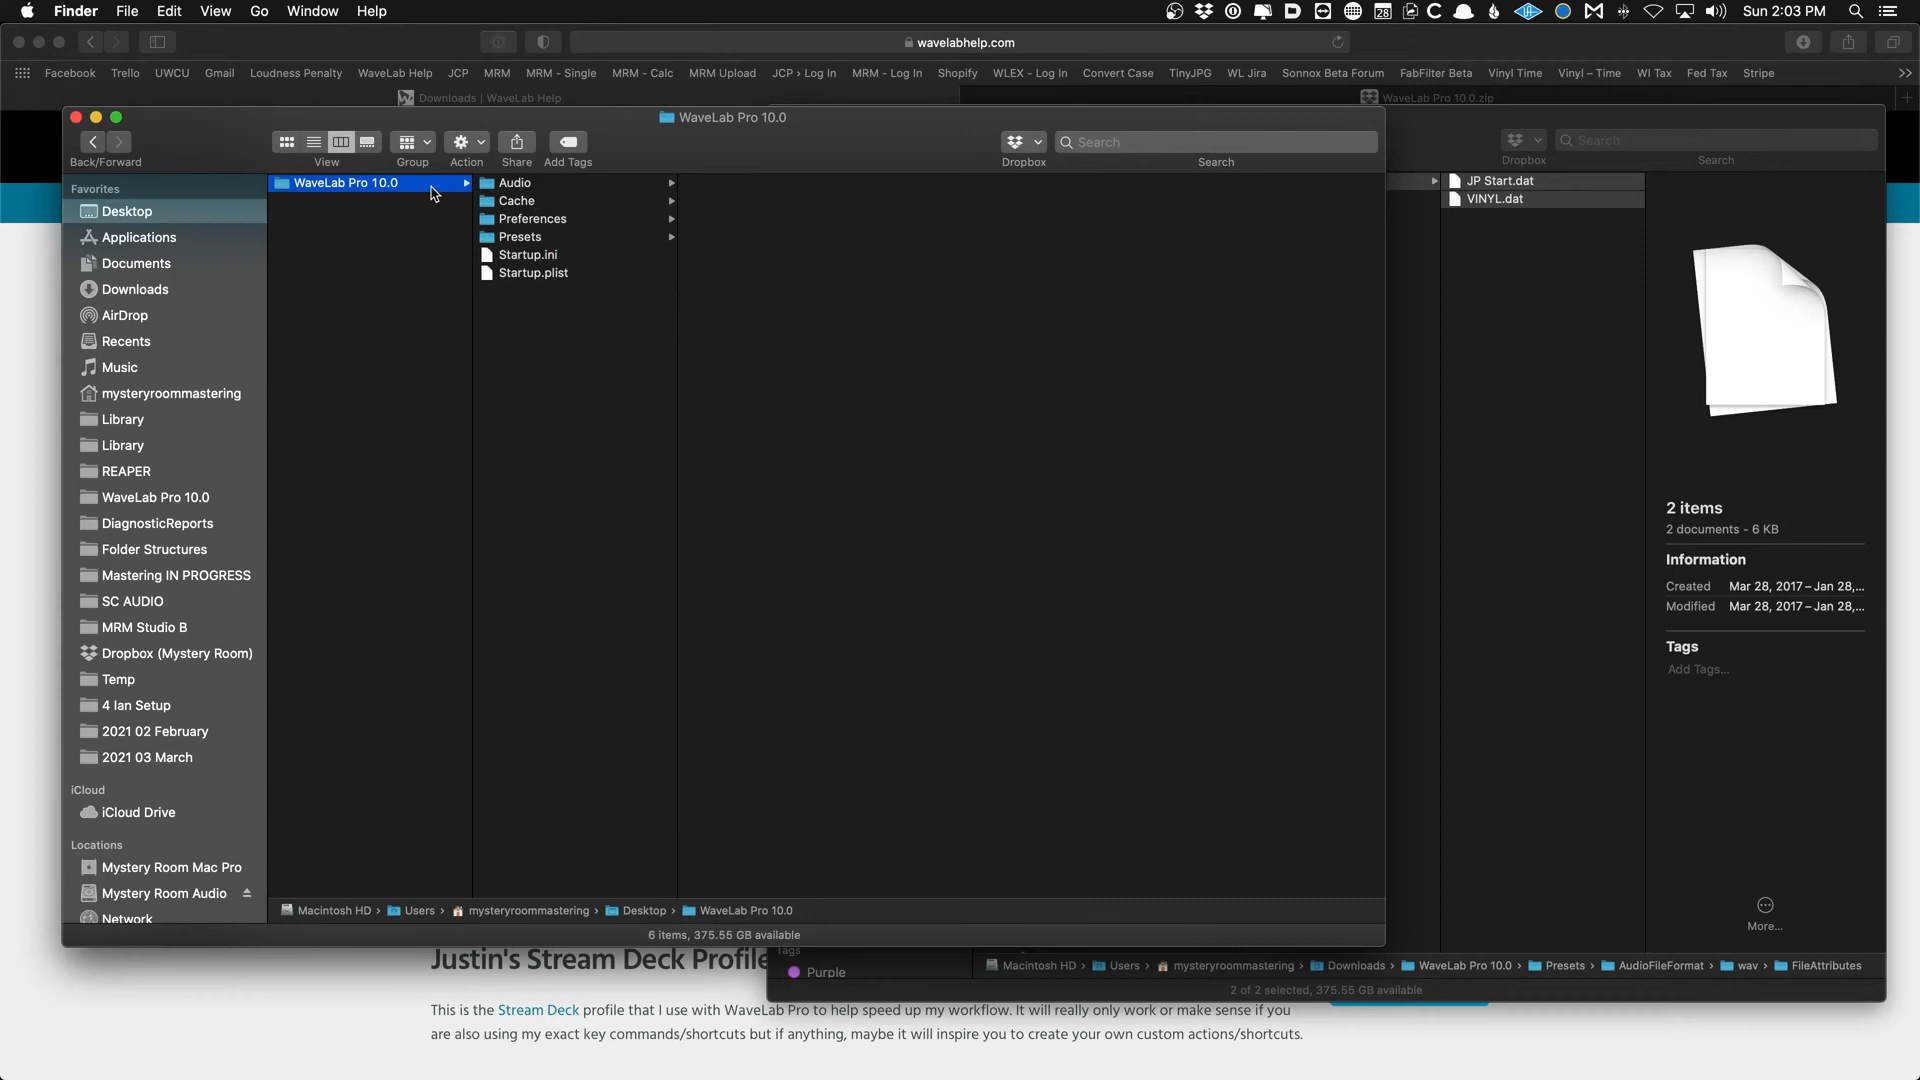 Finder File Edit View Go Window Help
28
Sun 2:03 PM
wavelabhelp.com
Facebook Trello UWCU Gmail Loudness Penalty WaveLab Help JCP MRM MRM - Single MRM - Calc MRM Upload JCP › Log In MRM - Log In Shopify WLEX - Log In Convert Case TinyJPG WL Jira Sonnox Beta Forum FabFilter Beta Vinyl Time Vinyl – Time WI Tax Fed Tax Stripe
Downloads | WaveLab Help
WaveLab Pro 10.0.zip
WaveLab Pro 10.0
Search
Search
Back/Forward View Group Action Share Add Tags Dropbox Search
Dropbox Search
Favorites
Desktop
Applications
Documents
Downloads
AirDrop
Recents
Music
mysteryroommastering
Library
Library
REAPER
WaveLab Pro 10.0
DiagnosticReports
Folder Structures
Mastering IN PROGRESS
SC AUDIO
MRM Studio B
Dropbox (Mystery Room)
Temp
4 Ian Setup
2021 02 February
2021 03 March
iCloud
iCloud Drive
Locations
Mystery Room Mac Pro
Mystery Room Audio
Network
WaveLab Pro 10.0
Audio
Cache
Preferences
Presets
Startup.ini
Startup.plist
Macintosh HD › Users › mysteryroommastering › Desktop › WaveLab Pro 10.0
6 items, 375.55 GB available
JP Start.dat
VINYL.dat
2 items
2 documents - 6 KB
Information
Created Mar 28, 2017 – Jan 28,...
Modified Mar 28, 2017 – Jan 28,...
Tags
Add Tags...
More...
Tags
Purple
Macintosh HD › Users › mysteryroommastering › Downloads › WaveLab Pro 10.0 › Presets › AudioFileFormat › wav › FileAttributes
2 of 2 selected, 375.55 GB available
Justin's Stream Deck Profile
This is the Stream Deck profile that I use with WaveLab Pro to help speed up my workflow. It will really only work or make sense if you
are also using my exact key commands/shortcuts but if anything, maybe it will inspire you to create your own custom actions/shortcuts.